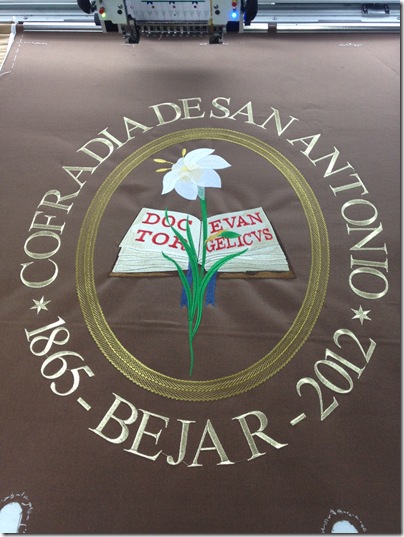 COFRADIA DE SAN ANTONIO
DOC
TOR
EVAN
GELICVS
1865 - BEJAR - 2012